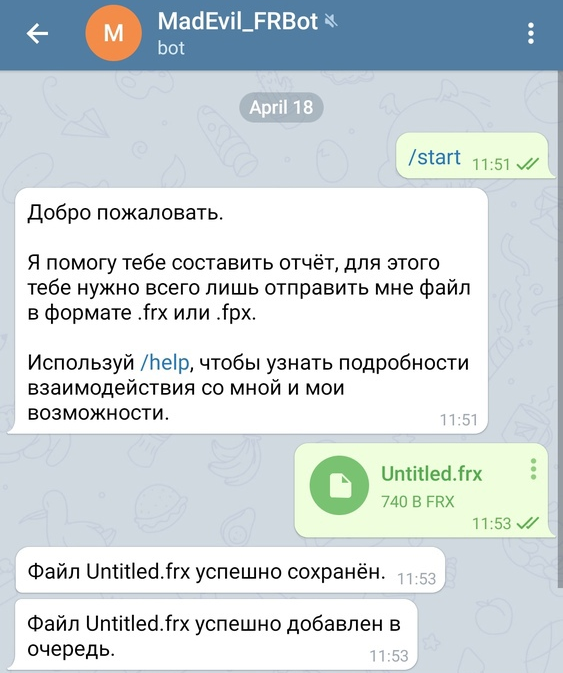 M
MadEvil_FRBot
bot
April 18
/start 11:51
Добро пожаловать.
Я помогу тебе составить отчёт, для этого
тебе нужно всего лишь отправить мне файл
в формате .frx или .fpx.
Используй /help, чтобы узнать подробности
взаимодействия со мной и мои
возможности.
11:51
Untitled.frx
740 B FRX
11:53
Файл Untitled.frx успешно сохранён. 11:53
Файл Untitled.frx успешно добавлен в
очередь.
11:53